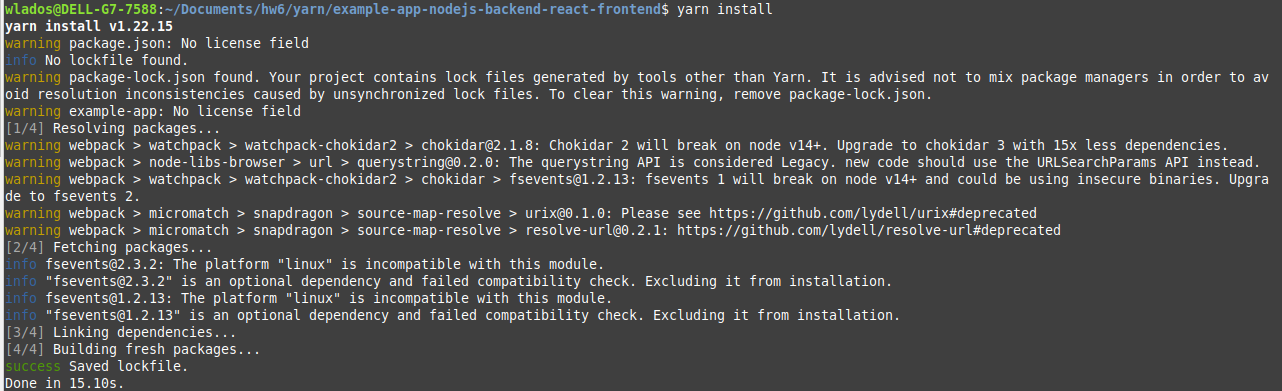 wlados@DELL-G7-7588:~/Documents/hw6/yarn/example-app-nodejs-backend-react-frontend$ yarn install
yarn install v1.22.15
warning package.json: No license field
info No lockfile found.
warning package-lock.json found. Your project contains lock files generated by tools other than Yarn. It is advised not to mix package managers in order to av
oid resolution inconsistencies caused by unsynchronized lock files. To clear this warning, remove package-lock.json.
warning example-app: No license field
[1/4] Resolving packages...
warning webpack > watchpack > watchpack-chokidar2 > chokidar@2.1.8: Chokidar 2 will break on node v14+. Upgrade to chokidar 3 with 15x less dependencies.
warning webpack > node-libs-browser > url > querystring@0.2.0: The querystring API is considered Legacy. new code should use the URLSearchParams API instead.
warning webpack > watchpack > watchpack-chokidar2 > chokidar > fsevents@1.2.13: fsevents 1 will break on node v14+ and could be using insecure binaries. Upgra
de to fsevents 2.
warning webpack > micromatch > snapdragon > source-map-resolve > urix@0.1.0: Please see https://github.com/lydell/urix#deprecated
warning webpack > micromatch > snapdragon > source-map-resolve > resolve-url@0.2.1: https://github.com/lydell/resolve-url#deprecated
[2/4] Fetching packages...
info fsevents@2.3.2: The platform "linux" is incompatible with this module.
info "fsevents@2.3.2" is an optional dependency and failed compatibility check. Excluding it from installation.
info fsevents@1.2.13: The platform "linux" is incompatible with this module.
info "fsevents@1.2.13" is an optional dependency and failed compatibility check. Excluding it from installation.
[3/4] Linking dependencies...
[4/4] Building fresh packages...
success Saved lockfile.
Done in 15.10s.